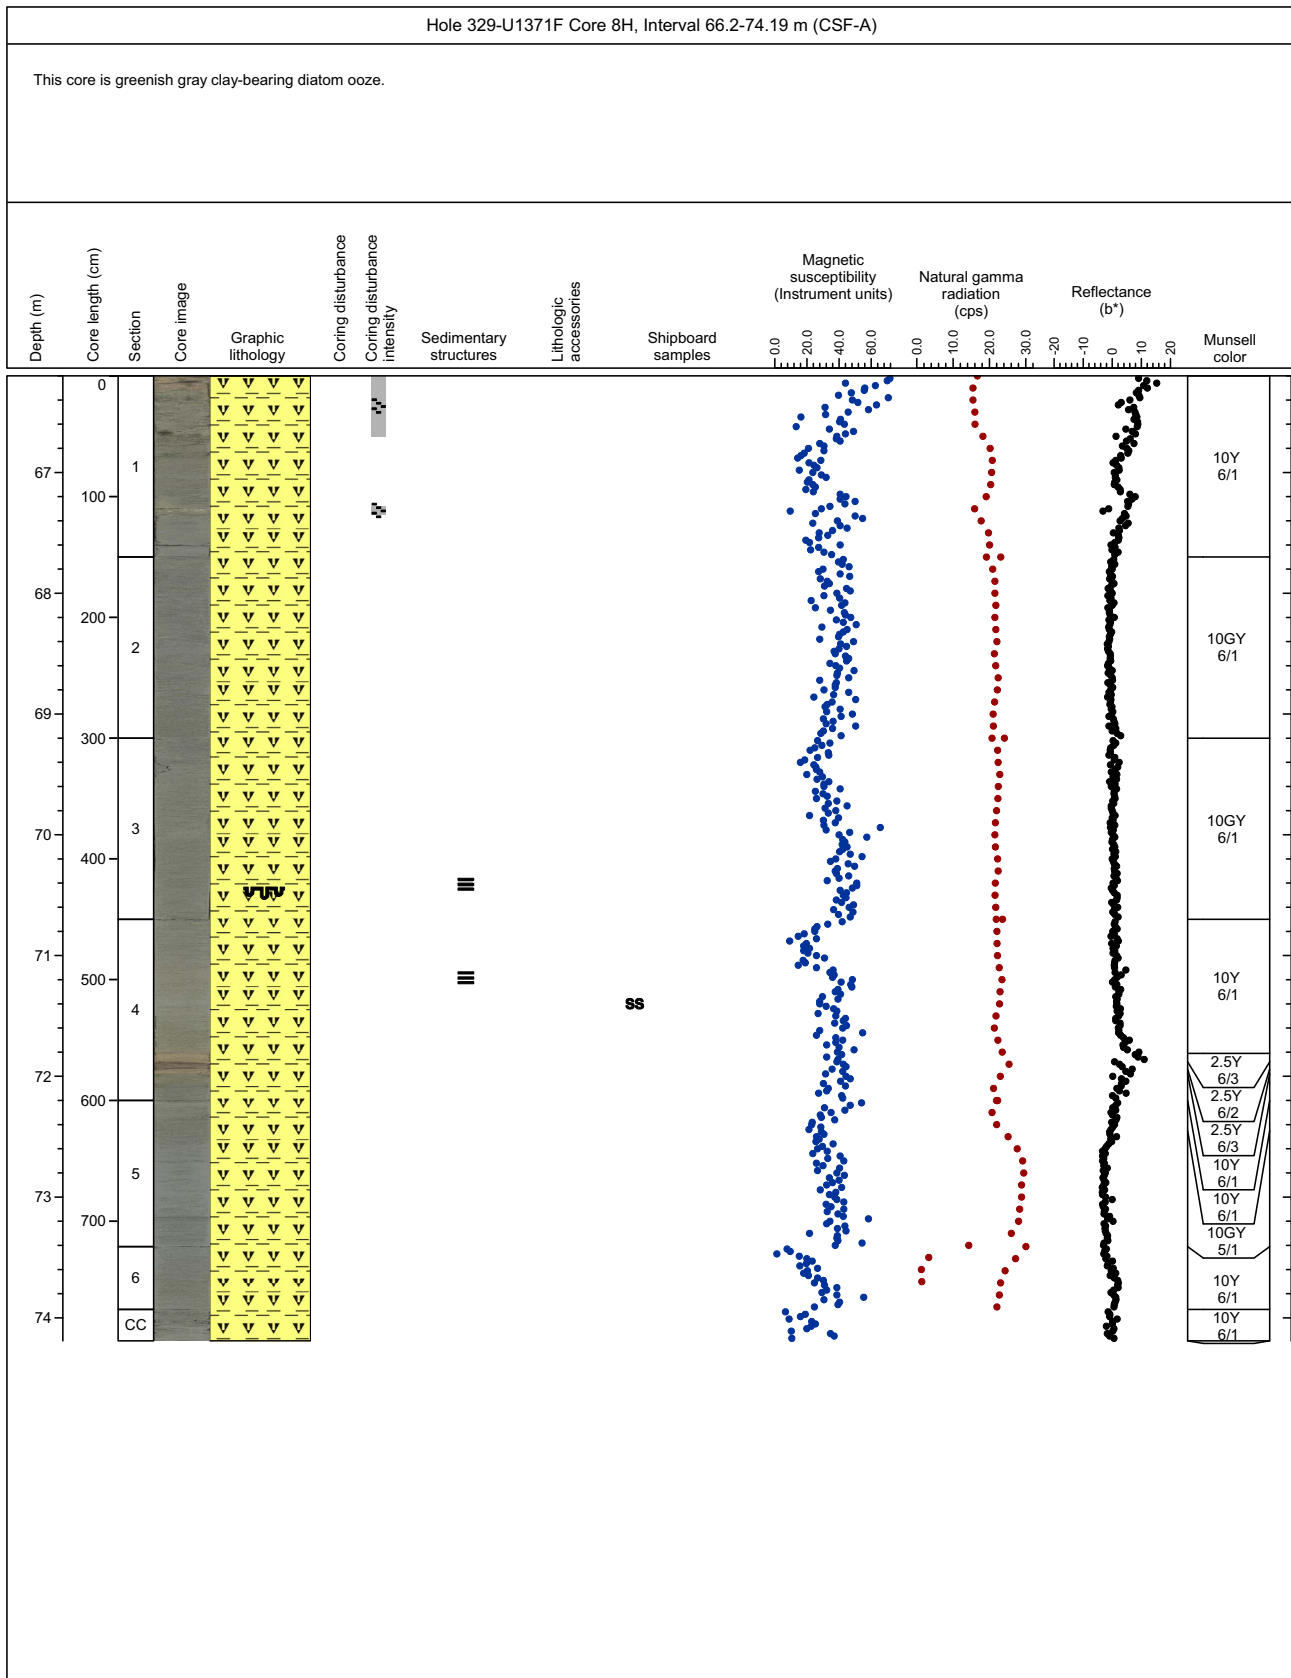 Hole 329-U1371F Core 8H, Interval 66.2-74.19 m (CSF-A)
This core is greenish gray clay-bearing diatom ooze.
Depth (m)
Core length (cm)
Section
Core image
Graphic
lithology
Coring disturbance
Coring disturbance
intensity
Sedimentary
structures
Lithologic
accessories
Shipboard
samples
Magnetic
susceptibility
(Instrument units)
0.0 20.0 40.0 60.0
Natural gamma
radiation
(cps)
0.0 10.0 20.0 30.0
Reflectance
(b*)
-20 -10 0 10 20
Munsell
color
67
68
69
70
71
72
73
74
0
100
200
300
400
500
600
700
1
2
3
4
5
6
CC
SS
10Y
6/1
10GY
6/1
10GY
6/1
10Y
6/1
2.5Y
6/3
2.5Y
6/2
2.5Y
6/3
10Y
6/1
10Y
6/1
10GY
5/1
10Y
6/1
10Y
6/1